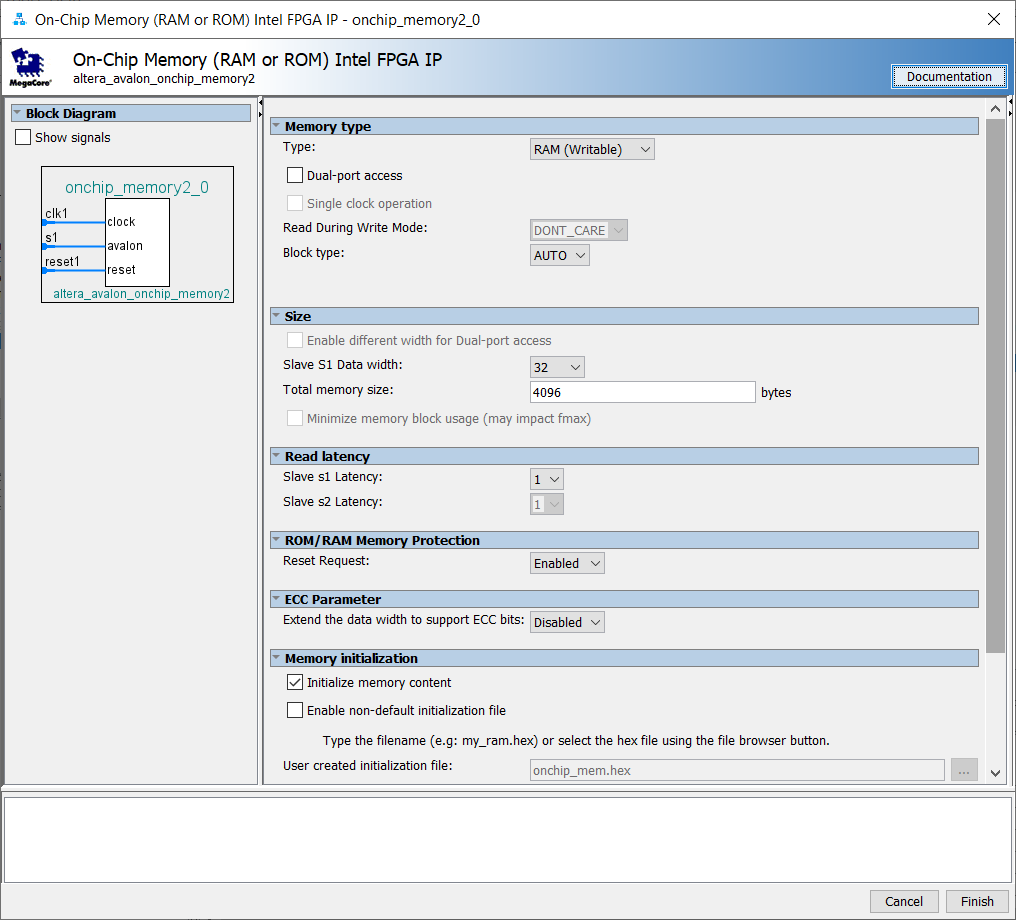 On-Chip Memory (RAM or ROM) Intel FPGA IP - onchip_memory2_0
On-Chip Memory (RAM or ROM) Intel FPGA IP
altera_avalon_onchip_memory2
MegaCore®
Documentation
Block Diagram
Show signals
onchip_memory2_0
clk1
clock
s1
avalon
reset1
reset
altera_avalon_onchip_memory2
Memory type
Type: RAM (Writable)
Dual-port access
Single clock operation
Read During Write Mode: DONT_CARE
Block type: AUTO
Size
Enable different width for Dual-port access
Slave S1 Data width: 32
Total memory size: 4096 bytes
Minimize memory block usage (may impact fmax)
Read latency
Slave s1 Latency: 1
Slave s2 Latency: 1
ROM/RAM Memory Protection
Reset Request: Enabled
ECC Parameter
Extend the data width to support ECC bits: Disabled
Memory initialization
Initialize memory content
Enable non-default initialization file
Type the filename (e.g: my_ram.hex) or select the hex file using the file browser button.
User created initialization file: onchip_mem.hex ...
Cancel Finish